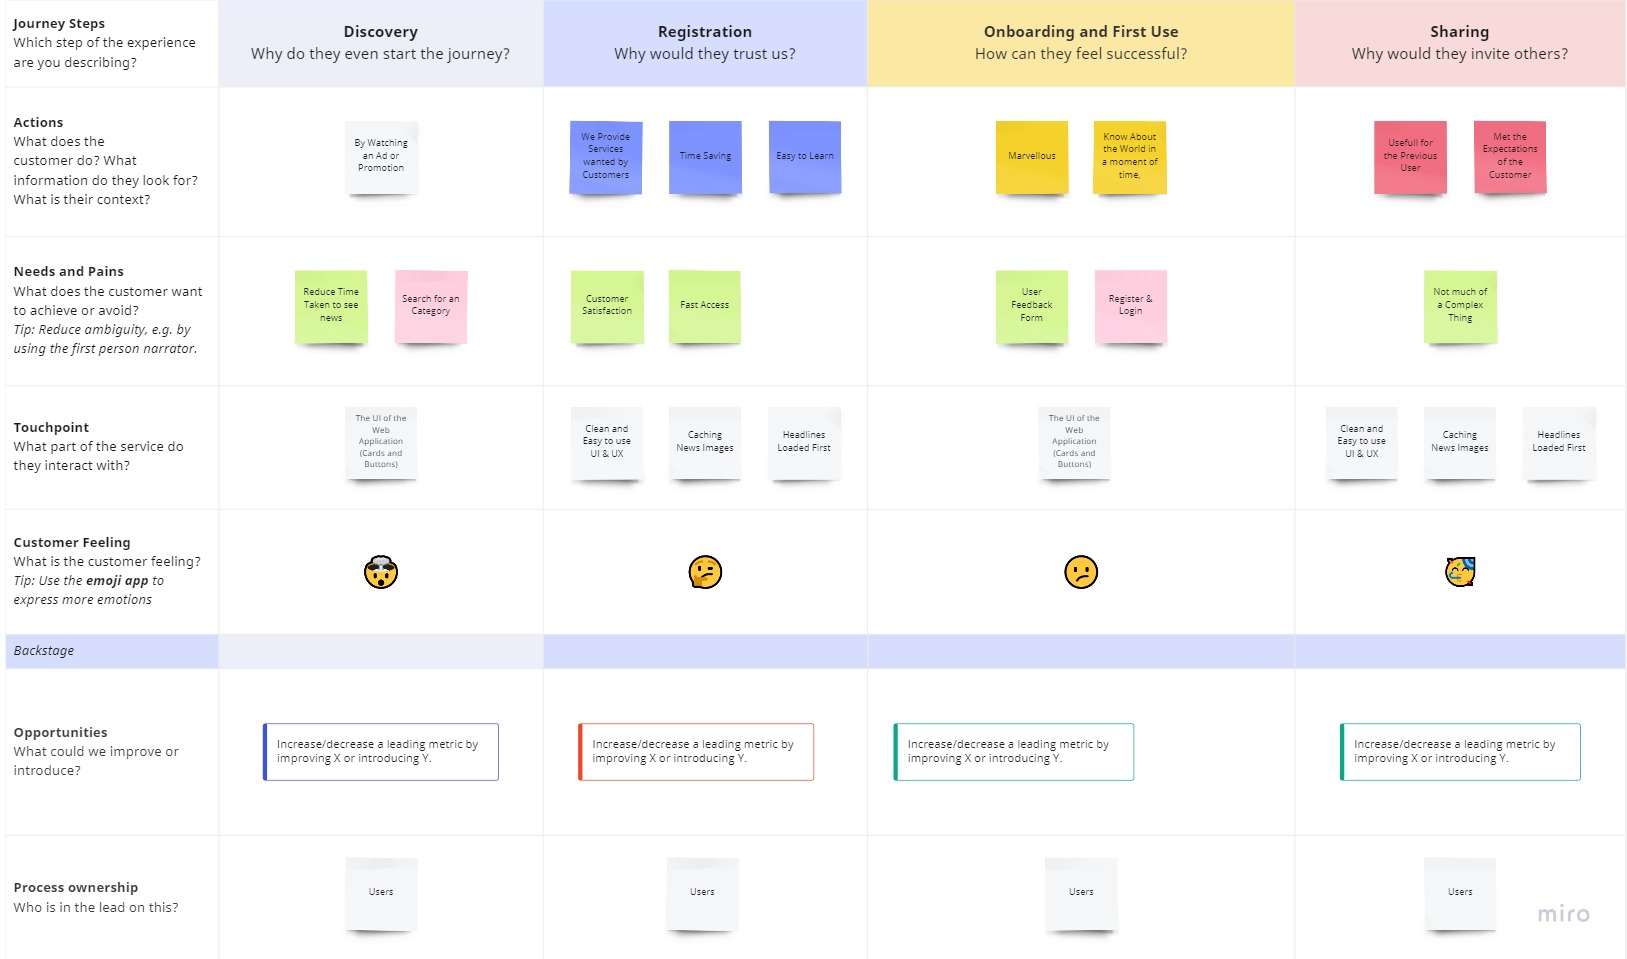 Journey Steps
Which step of the experience
are you describing?
Discovery
Why do they even start the journey?
Registration
Why would they trust us?
Onboarding and First Use
How can they feel successful?
Sharing
Why would they invite others?
Actions
What does the
customer do? What
information do they look for?
What is their context?
By Watching
an Ad or
Promotion
We Provide
Services
wanted by
Customers
Time Saving
Easy to Learn
Marvellous
Know About
the World in
a moment of
time.
Usefull for
the Previous
User
Met the
Expectations
of the
Customer
Needs and Pains
What does the customer want
to achieve or avoid?
Tip: Reduce ambiguity, e.g. by
using the first person narrator.
Reduce Time
Taken to see
news
Search for an
Category
Customer
Satisfaction
Fast Access
User
Feedback
Form
Register &
Login
Not much of
a Complex
Thing
Touchpoint
What part of the service do
they interact with?
The UI of the
Web
Application
(Cards and
Buttons)
Clean and
Easy to use
UI & UX
Caching
News Images
Headlines
Loaded First
The UI of the
Web
Application
(Cards and
Buttons)
Clean and
Easy to use
UI & UX
Caching
News Images
Headlines
Loaded First
Customer Feeling
What is the customer feeling?
Tip: Use the emoji app to
express more emotions
Backstage
Opportunities
What could we improve or
introduce?
Increase/decrease a leading metric by
improving X or introducing Y.
Increase/decrease a leading metric by
improving X or introducing Y.
Increase/decrease a leading metric by
improving X or introducing Y.
Increase/decrease a leading metric by
improving X or introducing Y.
Process ownership
Who is in the lead on this?
Users
Users
Users
Users
miro